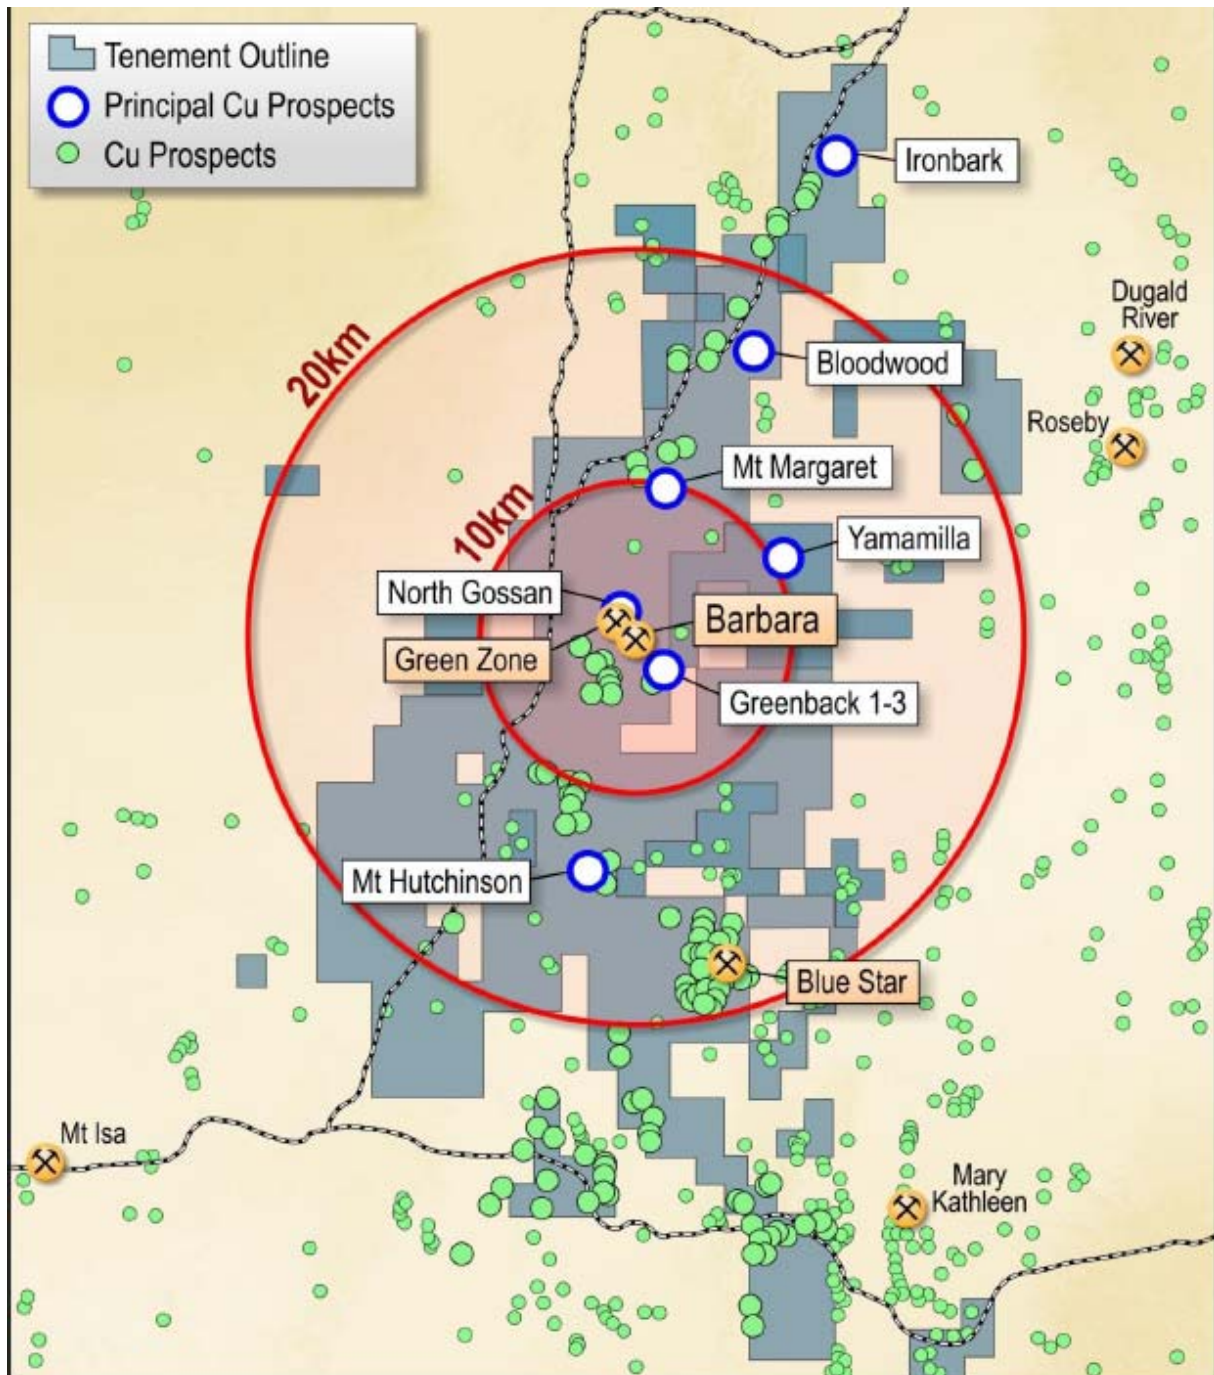 Tenement Outline
Principal Cu Prospects
Cu Prospects
Ironbark
Dugald
River
20km
Bloodwood
Roseby
Mt Margaret
10km
Yamamilla
North Gossan
Barbara
Green Zone
Greenback 1-3
Mt Hutchinson
Blue Star
Mt Isa
Mary
Kathleen